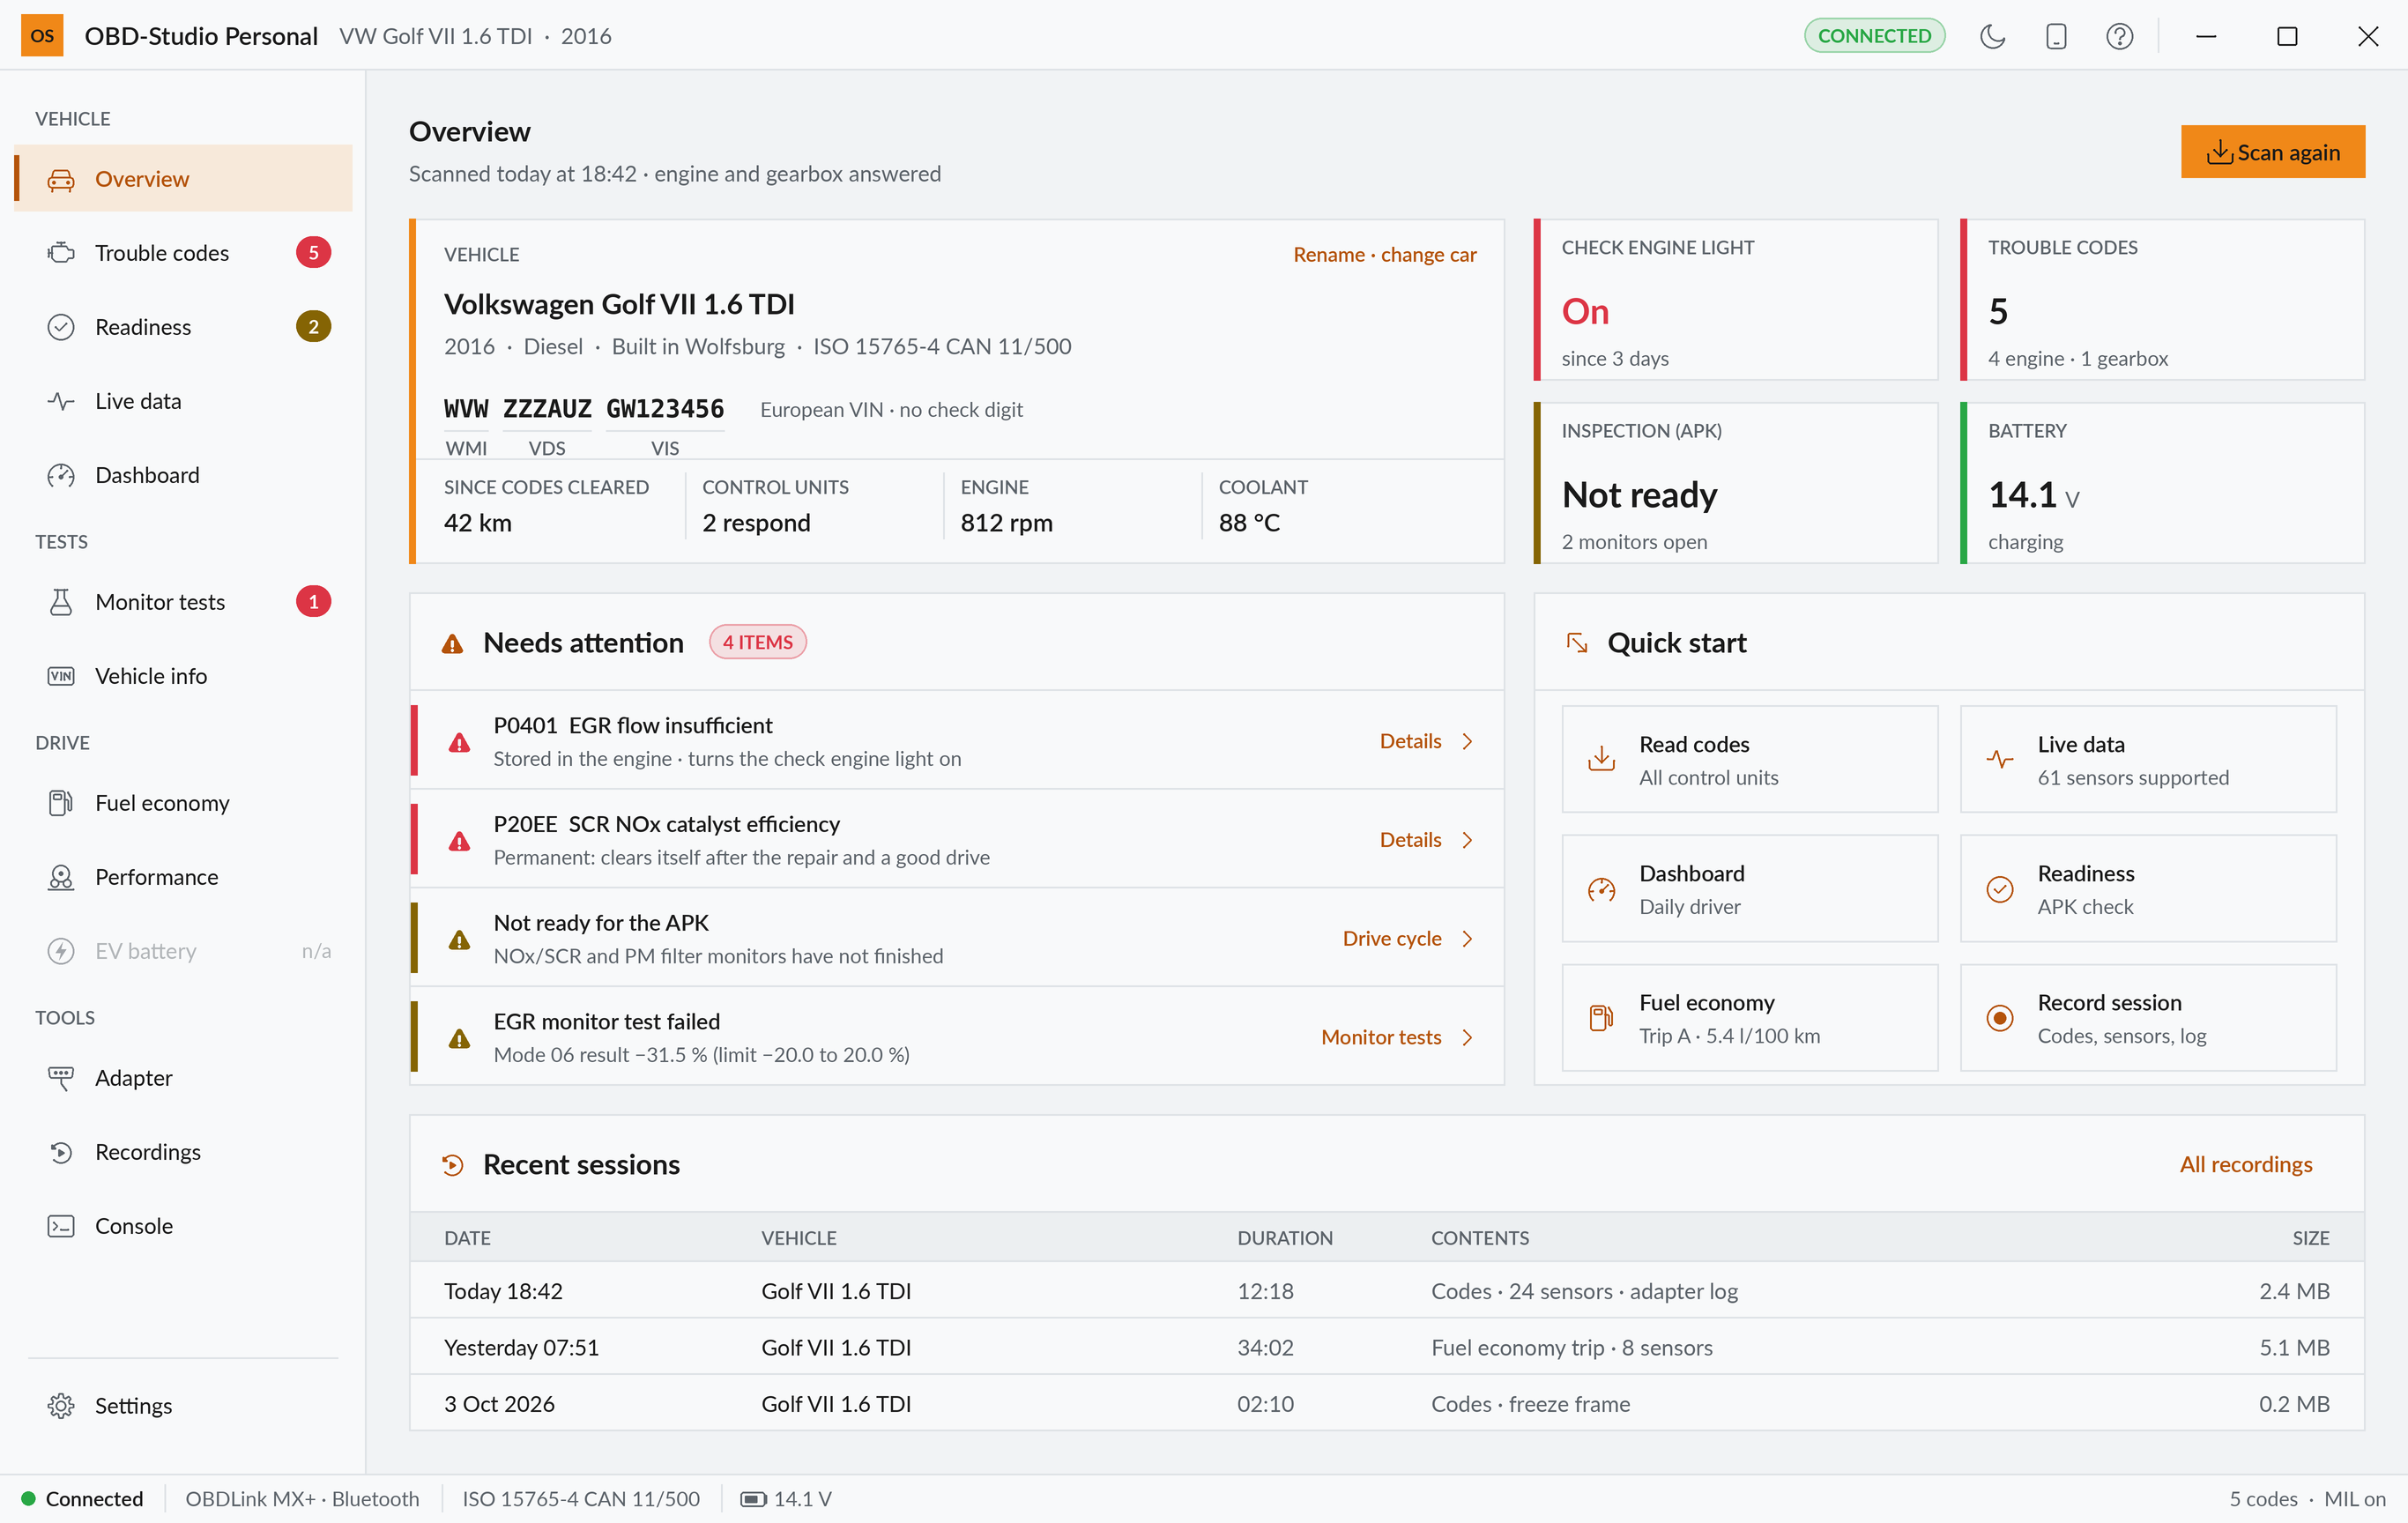 OS OBD-Studio Personal VW Golf VII 1.6 TDI · 2016 CONNECTED
VEHICLE
Overview
Trouble codes 5
Readiness 2
Live data
Dashboard
TESTS
Monitor tests 1
VIN Vehicle info
DRIVE
Fuel economy
Performance
EV battery n/a
TOOLS
Adapter
Recordings
Console
Settings
Overview
Scanned today at 18:42 · engine and gearbox answered
Scan again
VEHICLE Rename · change car
Volkswagen Golf VII 1.6 TDI
2016 · Diesel · Built in Wolfsburg · ISO 15765-4 CAN 11/500
WVW ZZZAUZ GW123456 European VIN · no check digit
WMI VDS VIS
SINCE CODES CLEARED CONTROL UNITS ENGINE COOLANT
42 km 2 respond 812 rpm 88 °C
CHECK ENGINE LIGHT
On
since 3 days
TROUBLE CODES
5
4 engine · 1 gearbox
INSPECTION (APK)
Not ready
2 monitors open
BATTERY
14.1 V
charging
Needs attention 4 ITEMS
P0401 EGR flow insufficient
Stored in the engine · turns the check engine light on
Details
P20EE SCR NOx catalyst efficiency
Permanent: clears itself after the repair and a good drive
Details
Not ready for the APK
NOx/SCR and PM filter monitors have not finished
Drive cycle
EGR monitor test failed
Mode 06 result −31.5 % (limit −20.0 to 20.0 %)
Monitor tests
Quick start
Read codes
All control units
Live data
61 sensors supported
Dashboard
Daily driver
Readiness
APK check
Fuel economy
Trip A · 5.4 l/100 km
Record session
Codes, sensors, log
Recent sessions All recordings
DATE VEHICLE DURATION CONTENTS SIZE
Today 18:42 Golf VII 1.6 TDI 12:18 Codes · 24 sensors · adapter log 2.4 MB
Yesterday 07:51 Golf VII 1.6 TDI 34:02 Fuel economy trip · 8 sensors 5.1 MB
3 Oct 2026 Golf VII 1.6 TDI 02:10 Codes · freeze frame 0.2 MB
Connected OBDLink MX+ · Bluetooth ISO 15765-4 CAN 11/500 14.1 V 5 codes · MIL on